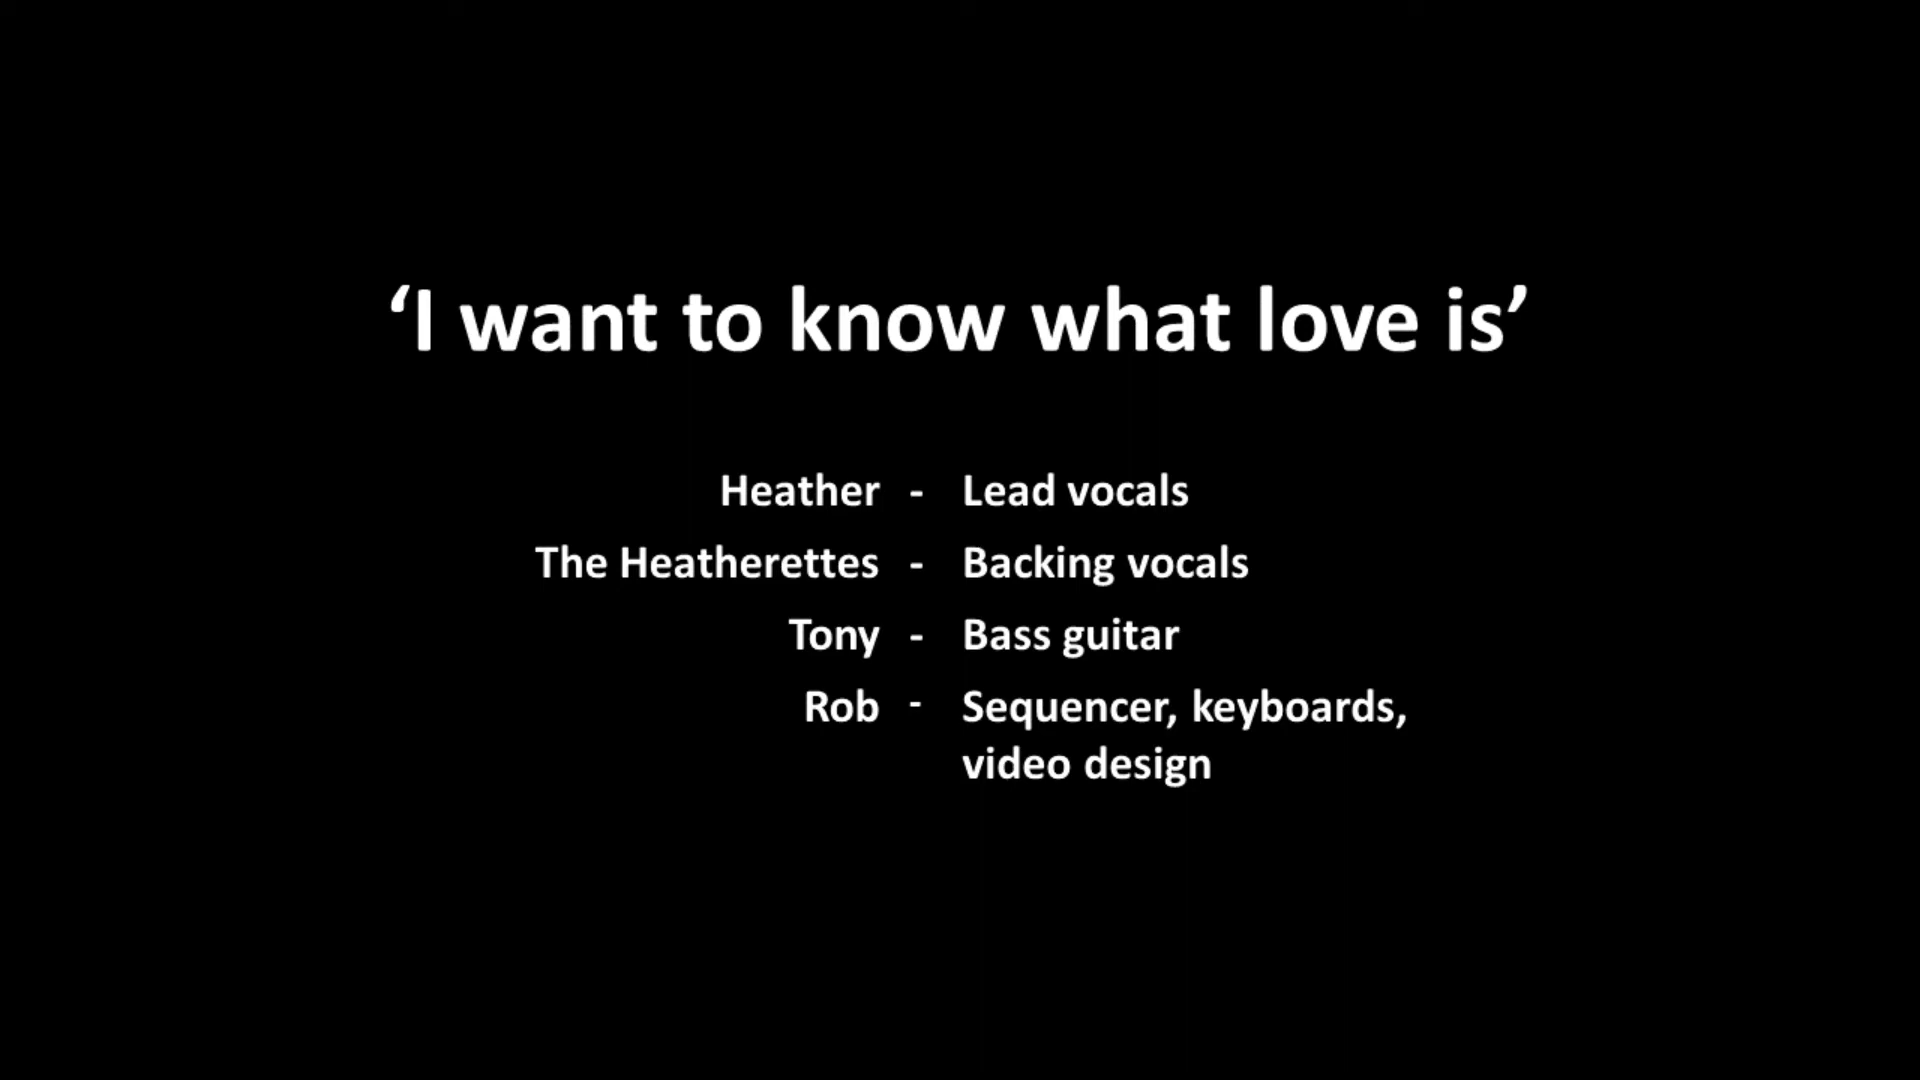 ‘I want to know what love is’
Heather - Lead vocals
The Heatherettes - Backing vocals
Tony - Bass guitar
Rob - Sequencer, keyboards,
video design